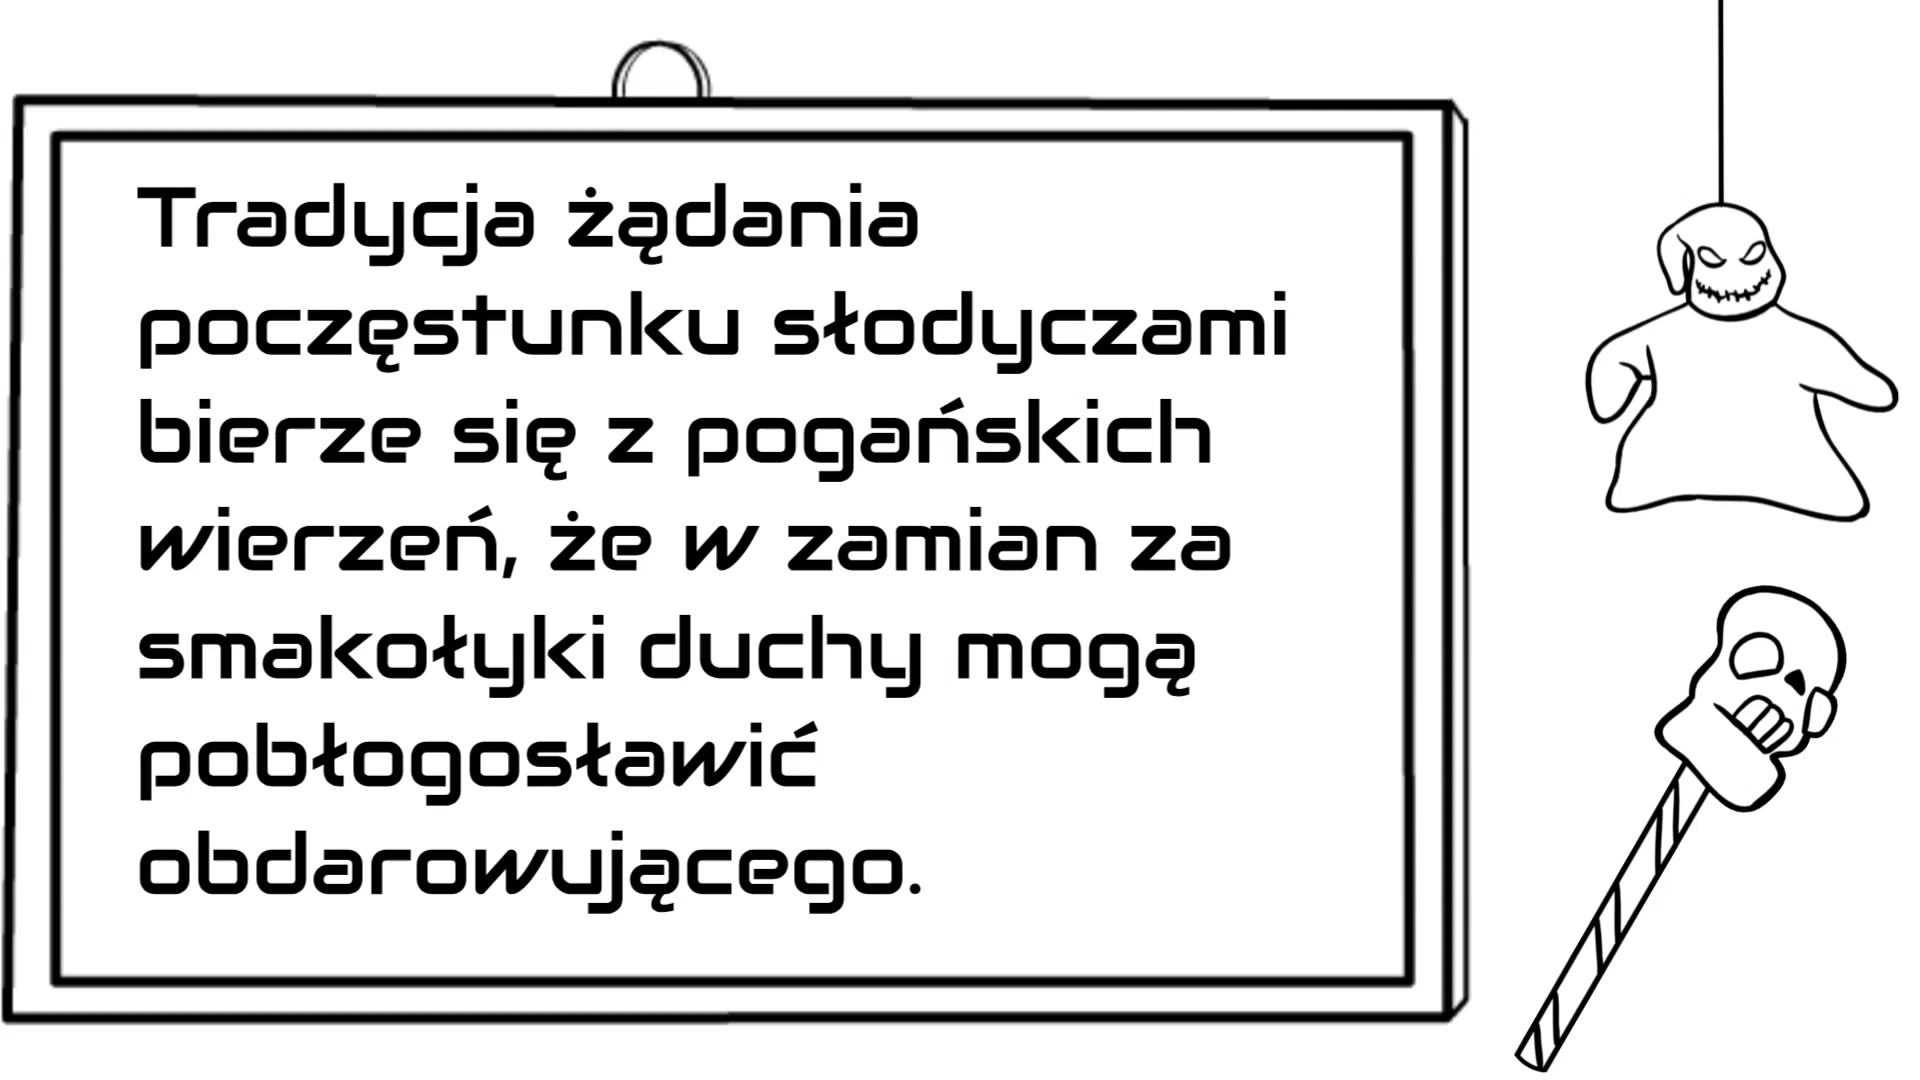 Tradycja żądania
poczęstunku słodyczami
bierze się z pogańskich
wierzeń, że w zamian za
smakołyki duchy mogą
pobłogosławić
obdarowującego.